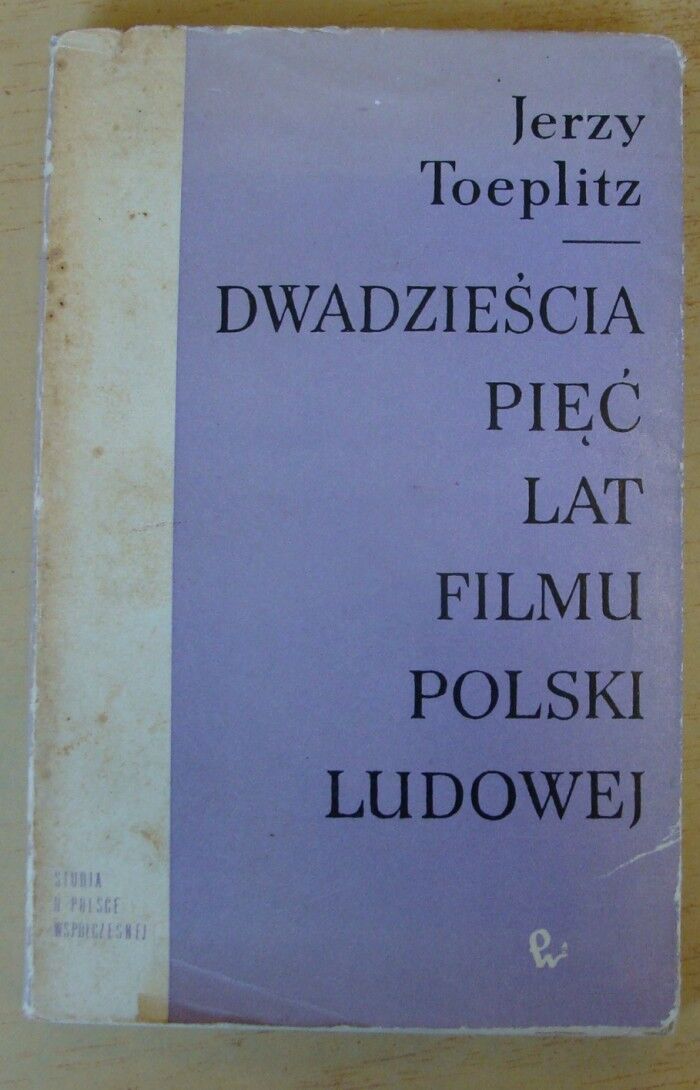 Jerzy
Toeplitz
DWADZIEŚCIA
PIĘĆ
LAT
FILMU
POLSKI
LUDOWEJ
STUDIA
O POLSCE
WSPÓŁCZESNEJ